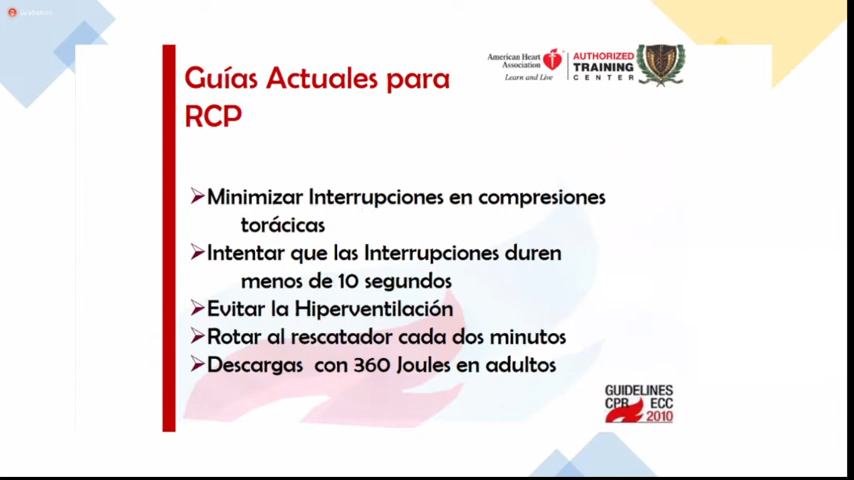 Guías Actuales para
RCP
American Heart
Association
Learn and Live
AUTHORIZED
TRAINING
CENTER
Minimizar Interrupciones en compresiones
torácicas
Intentar que las Interrupciones duren
menos de 10 segundos
Evitar la Hiperventilación
Rotar al rescatador cada dos minutos
Descargas con 360 Joules en adultos
GUIDELINES
CPR ECC
2010